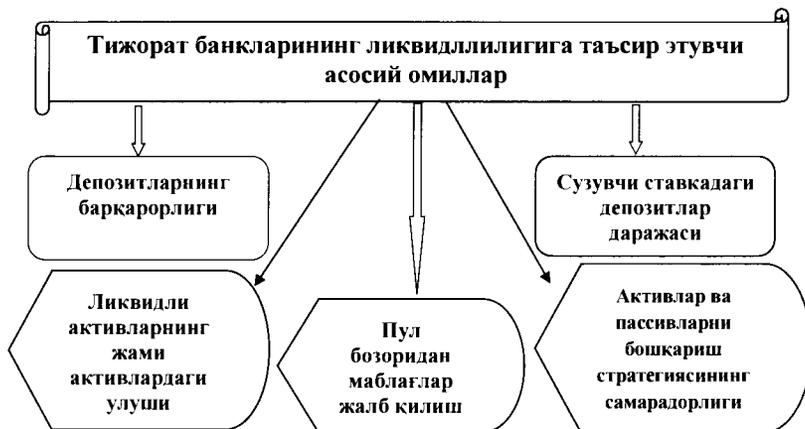 Тижорат банкларининг ликвидллилигига таъсир этувчи
асосий омиллар
Депозитларнинг
барқарорлиги
Сузувчи ставкадаги
депозитлар
даражаси
Ликвидли
активларнинг
жами
активлардаги
улуши
Пул
бозоридан
маблағлар
жалб қилиш
Активлар ва
пассивларни
бошқариш
стратегиясининг
самарадорлиги